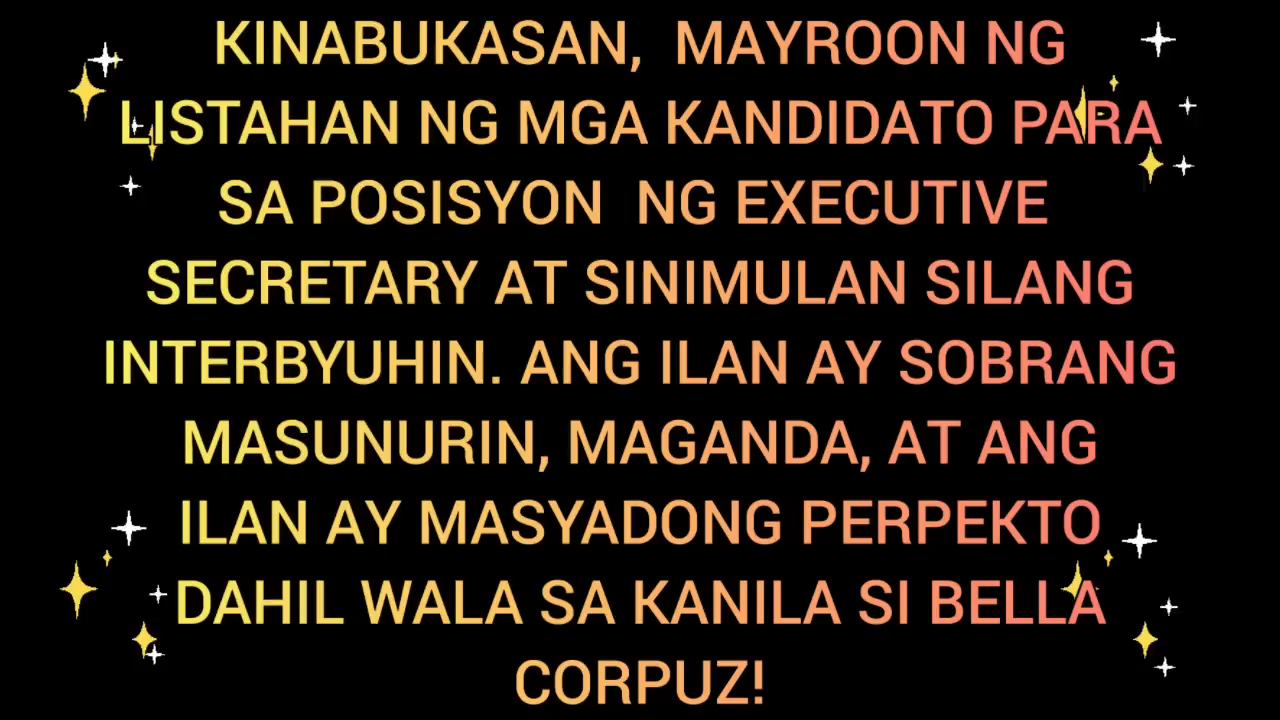 KINABUKASAN, MAYROON NG
LISTAHAN NG MGA KANDIDATO PARA
SA POSISYON NG EXECUTIVE
SECRETARY AT SINIMULAN SILANG
INTERBYUHIN. ANG ILAN AY SOBRANG
MASUNURIN, MAGANDA, AT ANG
ILAN AY MASYADONG PERPEKTO
DAHIL WALA SA KANILA SI BELLA
CORPUZ!